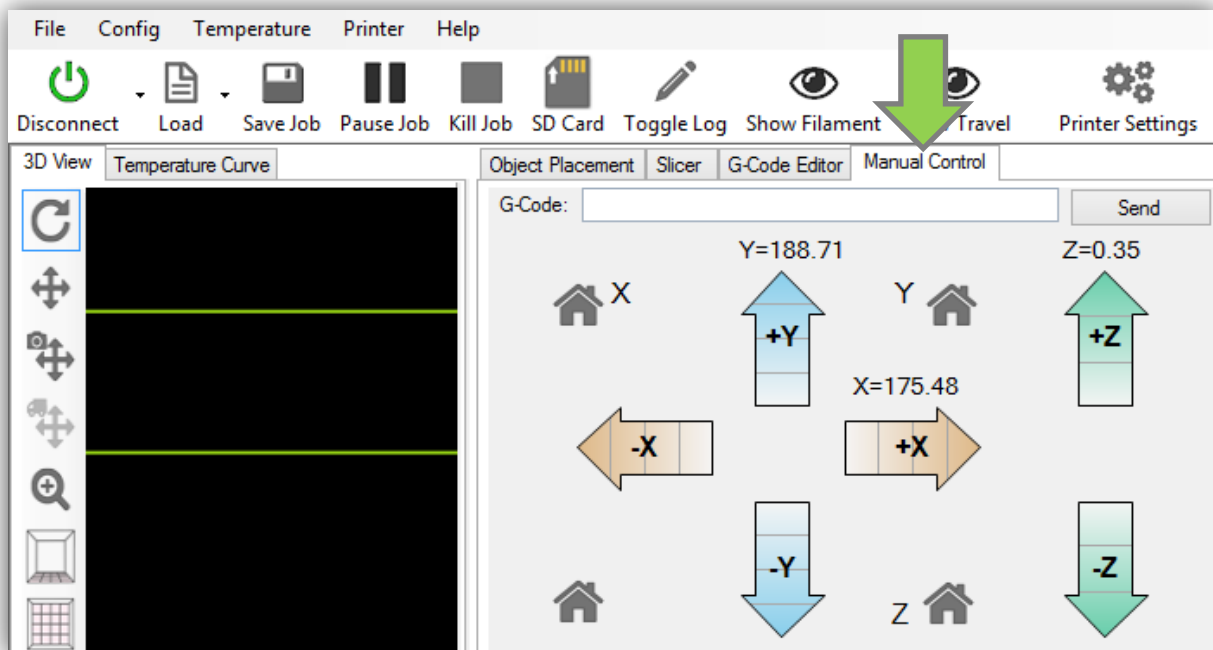 File Config Temperature Printer Help
Disconnect Load Save Job Pause Job Kill Job SD Card Toggle Log Show Filament Travel Printer Settings
3D View Temperature Curve Object Placement Slicer G-Code Editor Manual Control
G-Code: Send
Y=188.71 Z=0.35
X Y
+Y +Z
X=175.48
-X +X
-Y -Z
Z